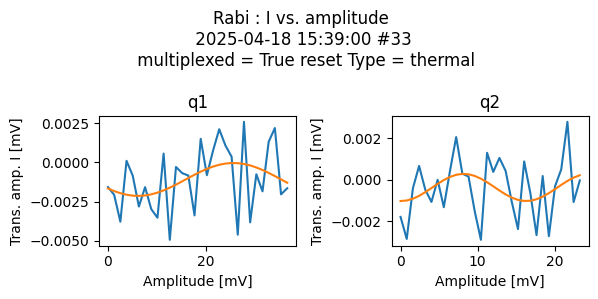 Rabi : I vs. amplitude
2025-04-18 15:39:00 #33
multiplexed = True reset Type = thermal
q1
q2
Trans. amp. I [mV]
0.0025
0.0000
−0.0025
−0.0050
0
20
Amplitude [mV]
Trans. amp. I [mV]
0.002
0.000
−0.002
0
10
20
Amplitude [mV]